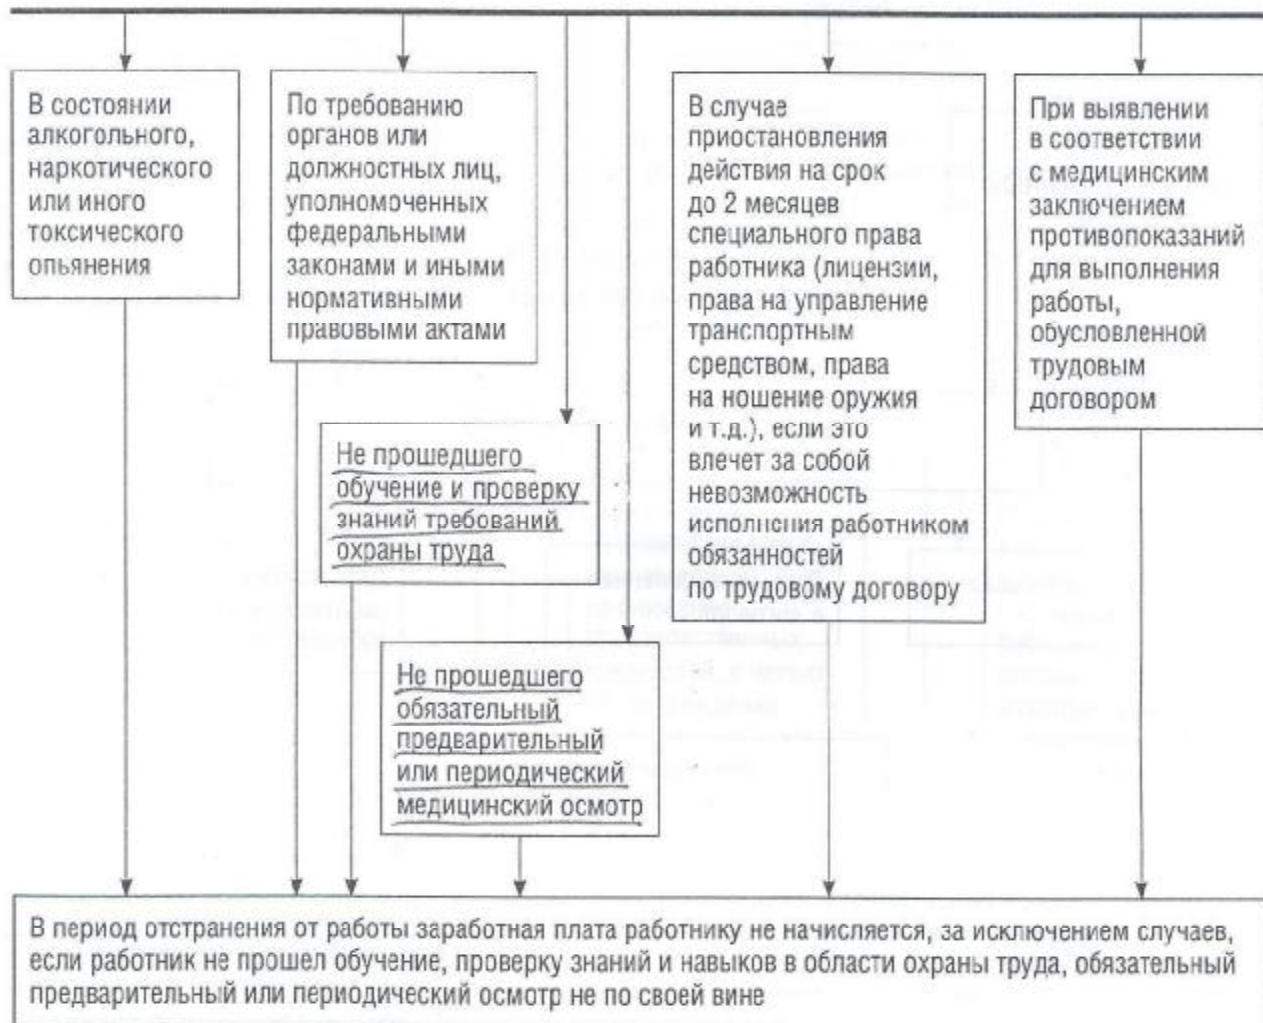 В состоянии
алкогольного,
наркотического
или иного
токсического
опьянения
По требованию
органов или
должностных лиц,
уполномоченных
федеральными
законами и иными
нормативными
правовыми актами
Не прошедшего
обучение и проверку
знаний требований
охраны труда
Не прошедшего
обязательный
предварительный
или периодический
медицинский осмотр
В случае
приостановления
действия на срок
до 2 месяцев
специального права
работника (лицензии,
права на управление
транспортным
средством, права
на ношение оружия
и т.д.), если это
влечет за собой
невозможность
исполнения работником
обязанностей
по трудовому договору
При выявлении
в соответствии
с медицинским
заключением
противопоказаний
для выполнения
работы,
обусловленной
трудовым
договором
В период отстранения от работы заработная плата работнику не начисляется, за исключением случаев,
если работник не прошел обучение, проверку знаний и навыков в области охраны труда, обязательный
предварительный или периодический осмотр не по своей вине